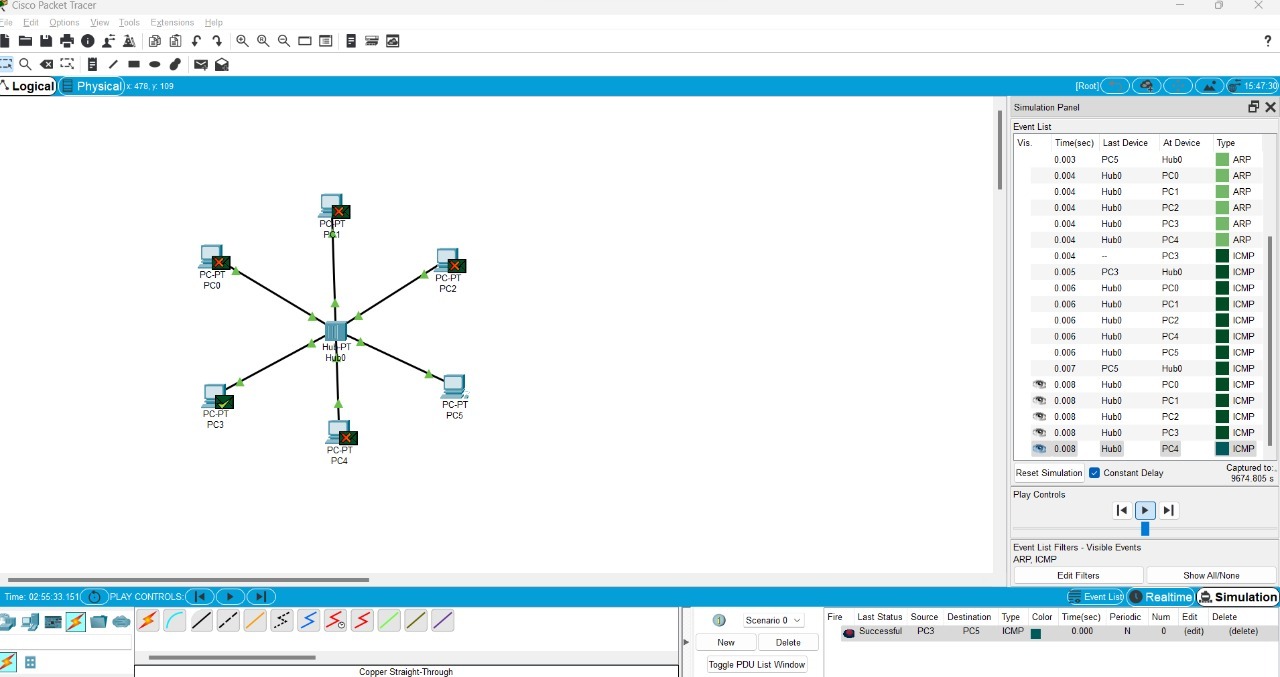 Cisco Packet Tracer
File Edit Options View Tools Extensions Help
?
Logical Physical x: 478, y: 109 [Root] 15:47:30
Simulation Panel
Event List
Vis. Time(sec) Last Device At Device Type
0.003 PC5 Hub0 ARP
0.004 Hub0 PC0 ARP
0.004 Hub0 PC1 ARP
0.004 Hub0 PC2 ARP
0.004 Hub0 PC3 ARP
0.004 Hub0 PC4 ARP
0.004 -- PC3 ICMP
0.005 PC3 Hub0 ICMP
0.006 Hub0 PC0 ICMP
0.006 Hub0 PC1 ICMP
0.006 Hub0 PC2 ICMP
0.006 Hub0 PC4 ICMP
0.006 Hub0 PC5 ICMP
0.007 PC5 Hub0 ICMP
0.008 Hub0 PC0 ICMP
0.008 Hub0 PC1 ICMP
0.008 Hub0 PC2 ICMP
0.008 Hub0 PC3 ICMP
0.008 Hub0 PC4 ICMP
Reset Simulation Constant Delay Captured to:
9674.805 s
Play Controls
Event List Filters - Visible Events
ARP, ICMP
Edit Filters Show All/None
PC-PT
PC1
PC-PT
PC0
PC-PT
PC2
Hub-PT
Hub0
PC-PT
PC3
PC-PT
PC5
PC-PT
PC4
Time: 02:55:33.151 PLAY CONTROLS: Event List Realtime Simulation
Scenario 0
New Delete
Toggle PDU List Window
Fire Last Status Source Destination Type Color Time(sec) Periodic Num Edit Delete
Successful PC3 PC5 ICMP 0.000 N 0 (edit) (delete)
Copper Straight-Through